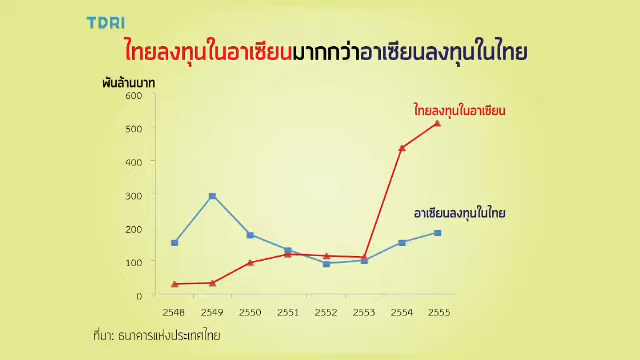 TDRI
ไทยลงทุนในอาเซียนมากกว่าอาเซียนลงทุนในไทย
พันล้านบาท
600
ไทยลงทุนในอาเซียน
500
400
300
อาเซียนลงทุนในไทย
200
100
0
2548 2549 2550 2551 2552 2553 2554 2555
ที่มา: ธนาคารแห่งประเทศไทย